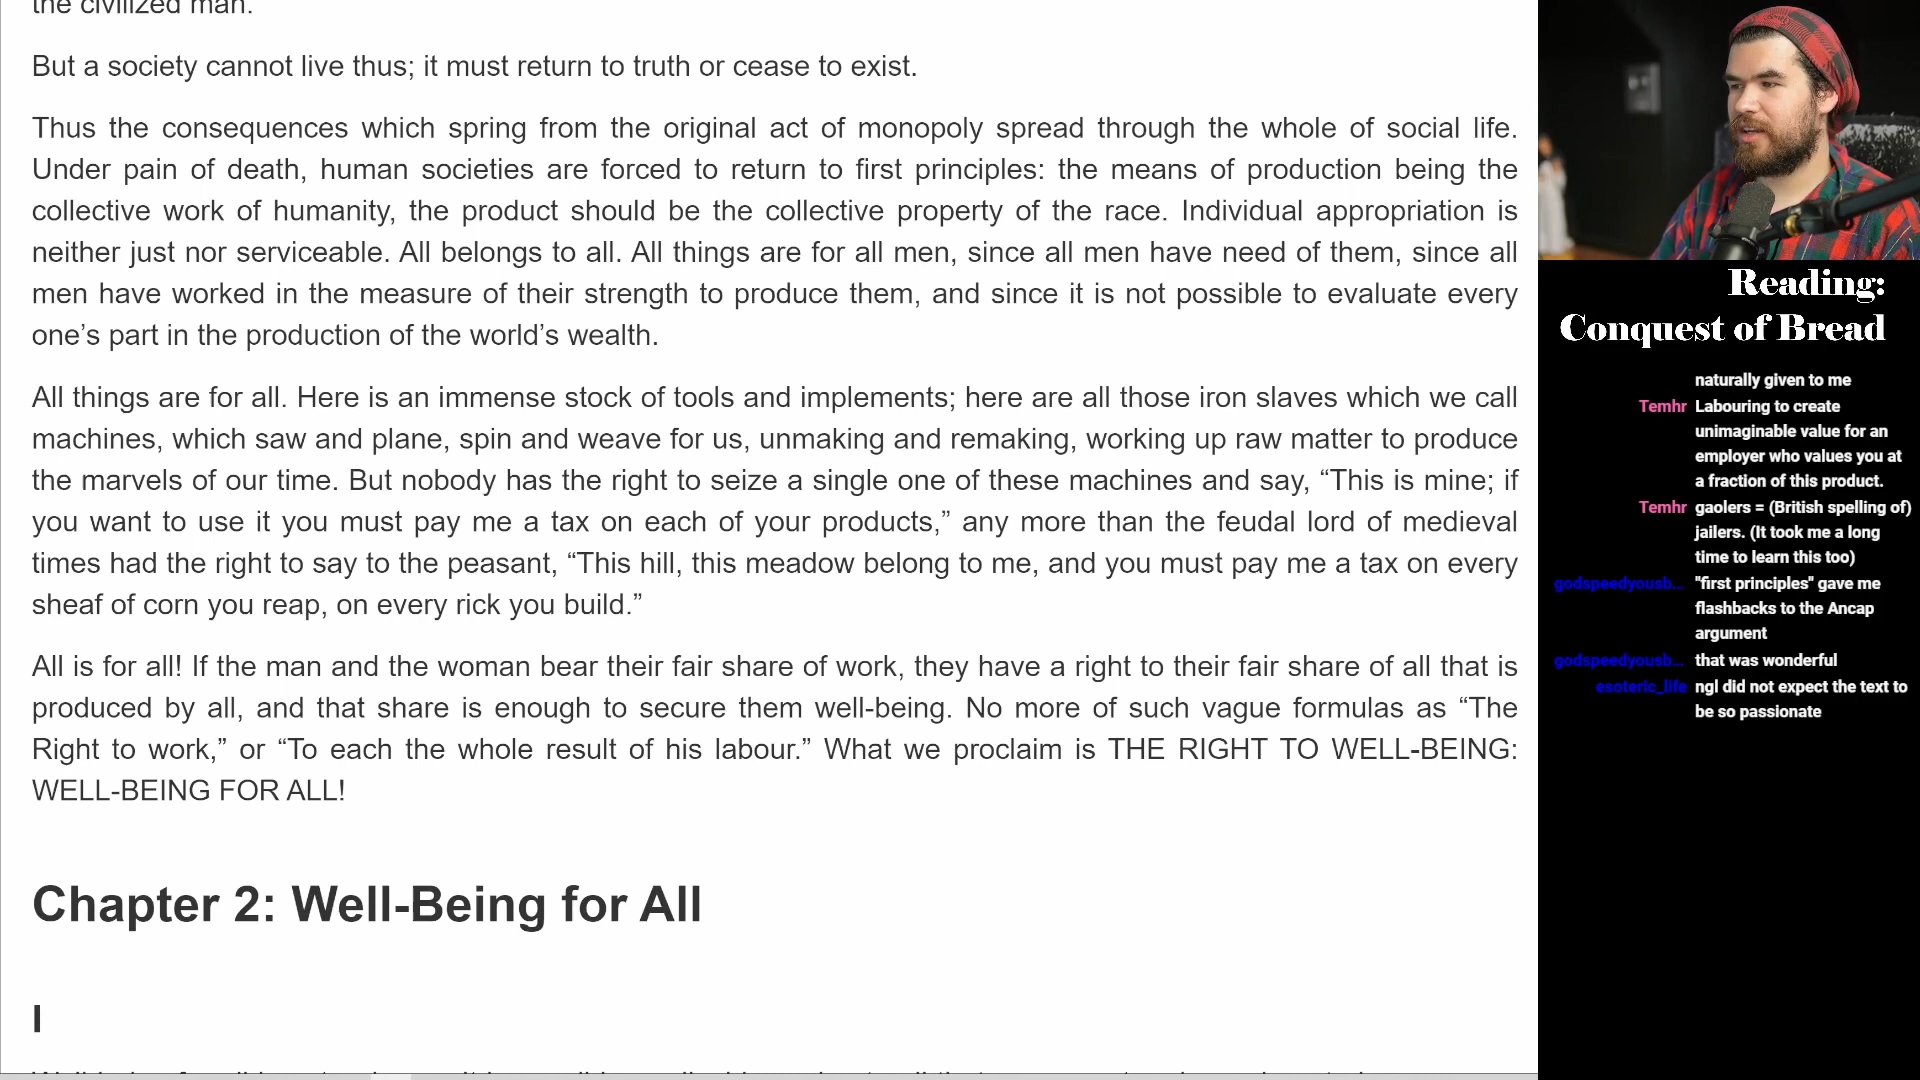 the civilized man.
But a society cannot live thus; it must return to truth or cease to exist.
Thus the consequences which spring from the original act of monopoly spread through the whole of social life.
Under pain of death, human societies are forced to return to first principles: the means of production being the
collective work of humanity, the product should be the collective property of the race. Individual appropriation is
neither just nor serviceable. All belongs to all. All things are for all men, since all men have need of them, since all
men have worked in the measure of their strength to produce them, and since it is not possible to evaluate every
one’s part in the production of the world’s wealth.
All things are for all. Here is an immense stock of tools and implements; here are all those iron slaves which we call
machines, which saw and plane, spin and weave for us, unmaking and remaking, working up raw matter to produce
the marvels of our time. But nobody has the right to seize a single one of these machines and say, “This is mine; if
you want to use it you must pay me a tax on each of your products,” any more than the feudal lord of medieval
times had the right to say to the peasant, “This hill, this meadow belong to me, and you must pay me a tax on every
sheaf of corn you reap, on every rick you build.”
All is for all! If the man and the woman bear their fair share of work, they have a right to their fair share of all that is
produced by all, and that share is enough to secure them well-being. No more of such vague formulas as “The
Right to work,” or “To each the whole result of his labour.” What we proclaim is THE RIGHT TO WELL-BEING:
WELL-BEING FOR ALL!
Chapter 2: Well-Being for All
I
Reading:
Conquest of Bread
naturally given to me
Temhr Labouring to create
unimaginable value for an
employer who values you at
a fraction of this product.
Temhr gaolers = (British spelling of)
jailers. (It took me a long
time to learn this too)
godspeedyousb... "first principles" gave me
flashbacks to the Ancap
argument
godspeedyousb... that was wonderful
esoteric_life ngl did not expect the text to
be so passionate